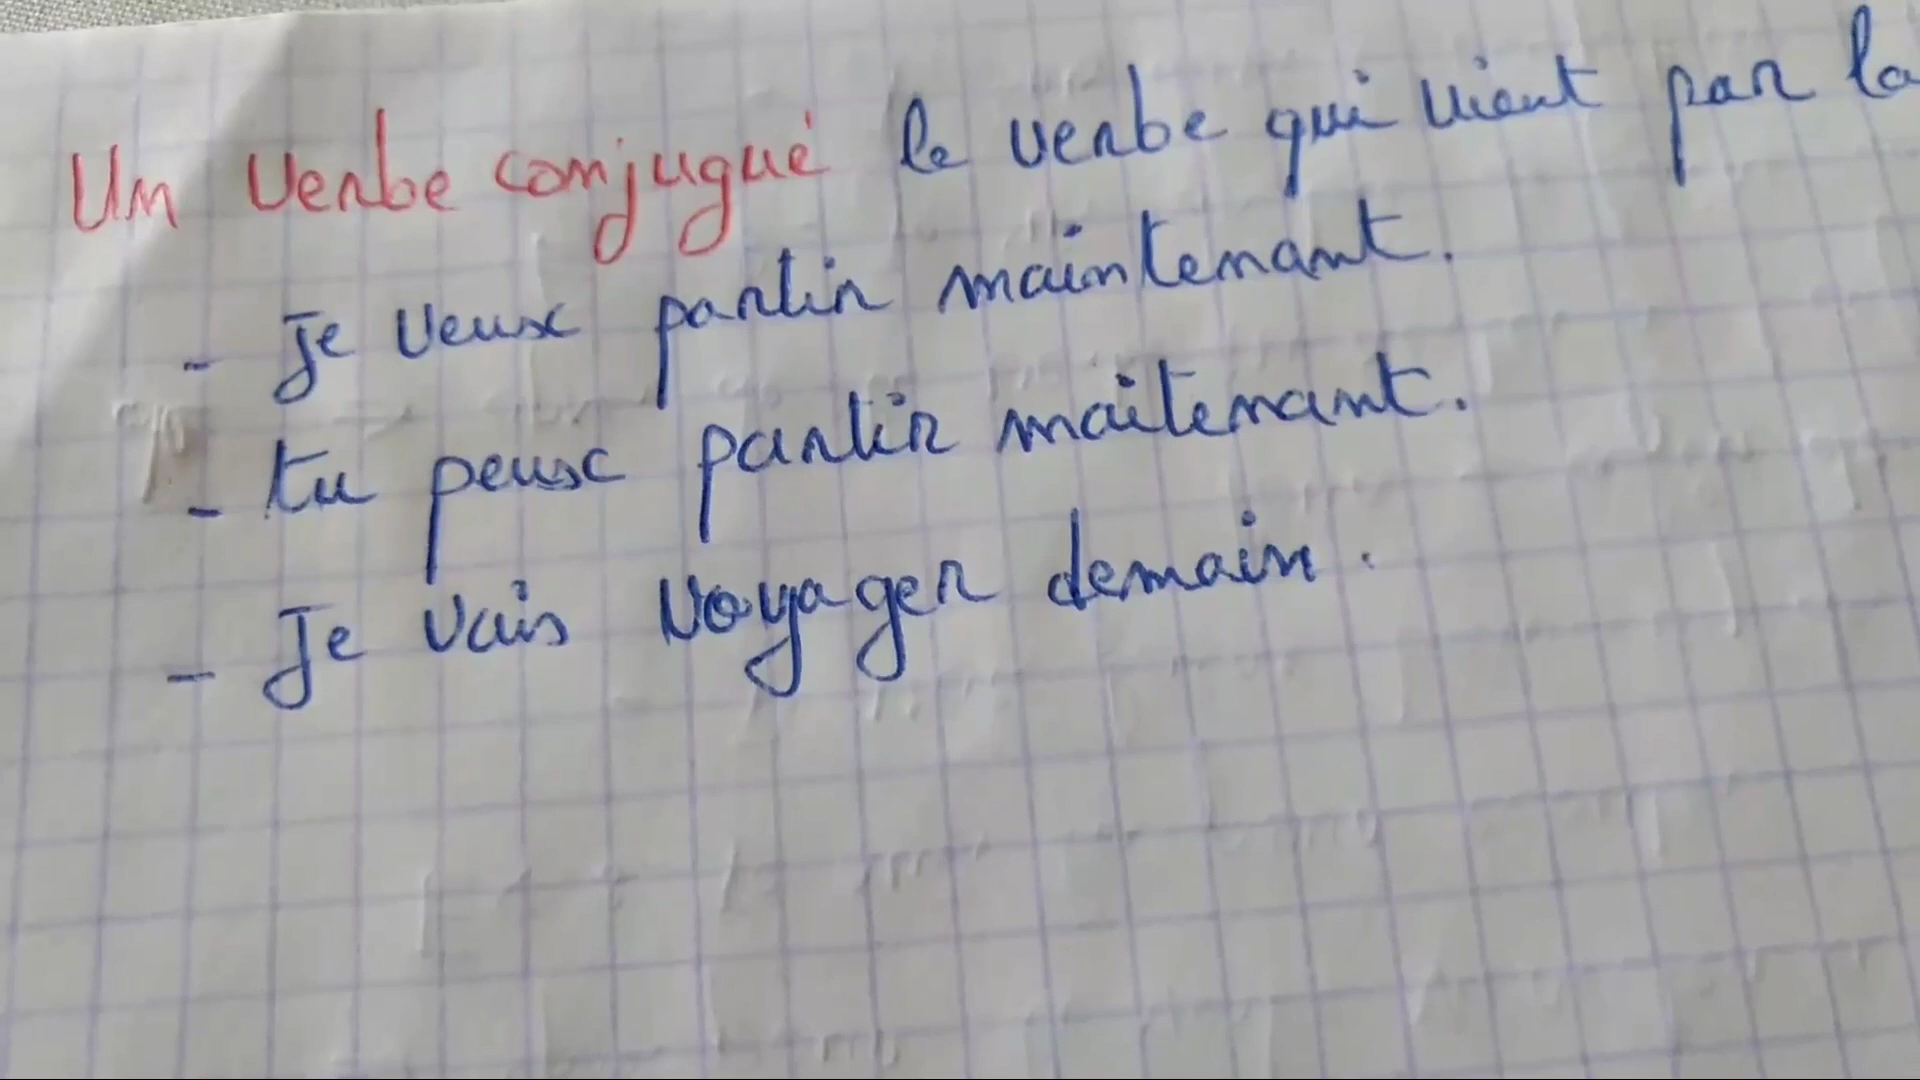 Un verbe conjugué le verbe qui vient par la
- Je veux partir maintenant.
- tu peux partir maitenant.
- Je vais voyager demain.